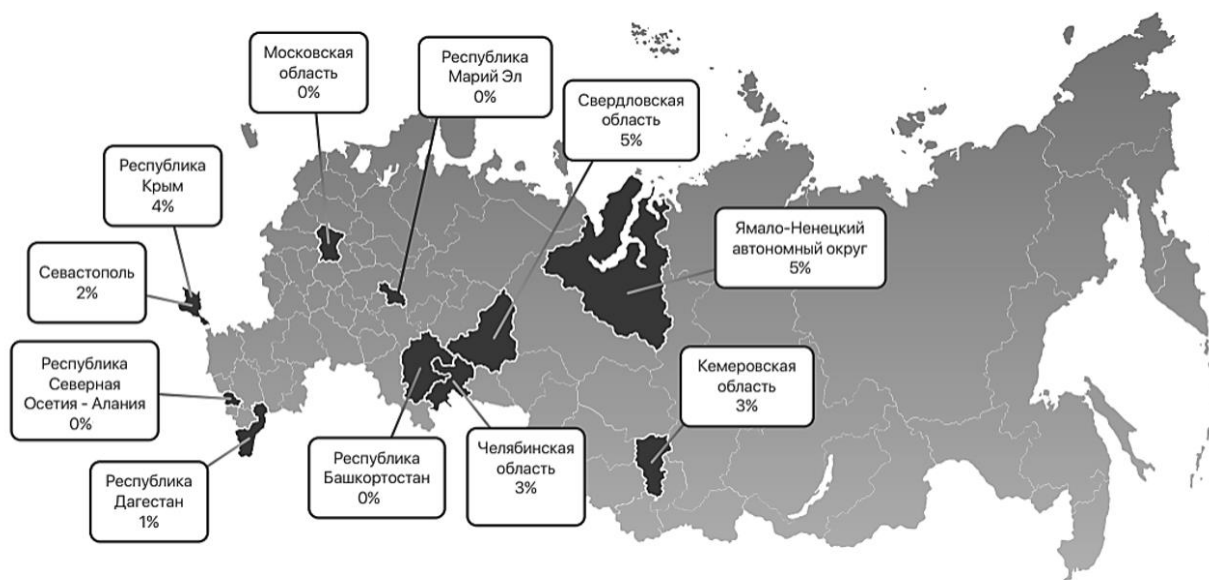 Московская
область
0%
Республика
Марий Эл
0%
Свердловская
область
5%
Республика
Крым
4%
Ямало-Ненецкий
автономный округ
5%
Севастополь
2%
Республика
Северная
Осетия - Алания
0%
Кемеровская
область
3%
Республика
Башкортостан
0%
Челябинская
область
3%
Республика
Дагестан
1%